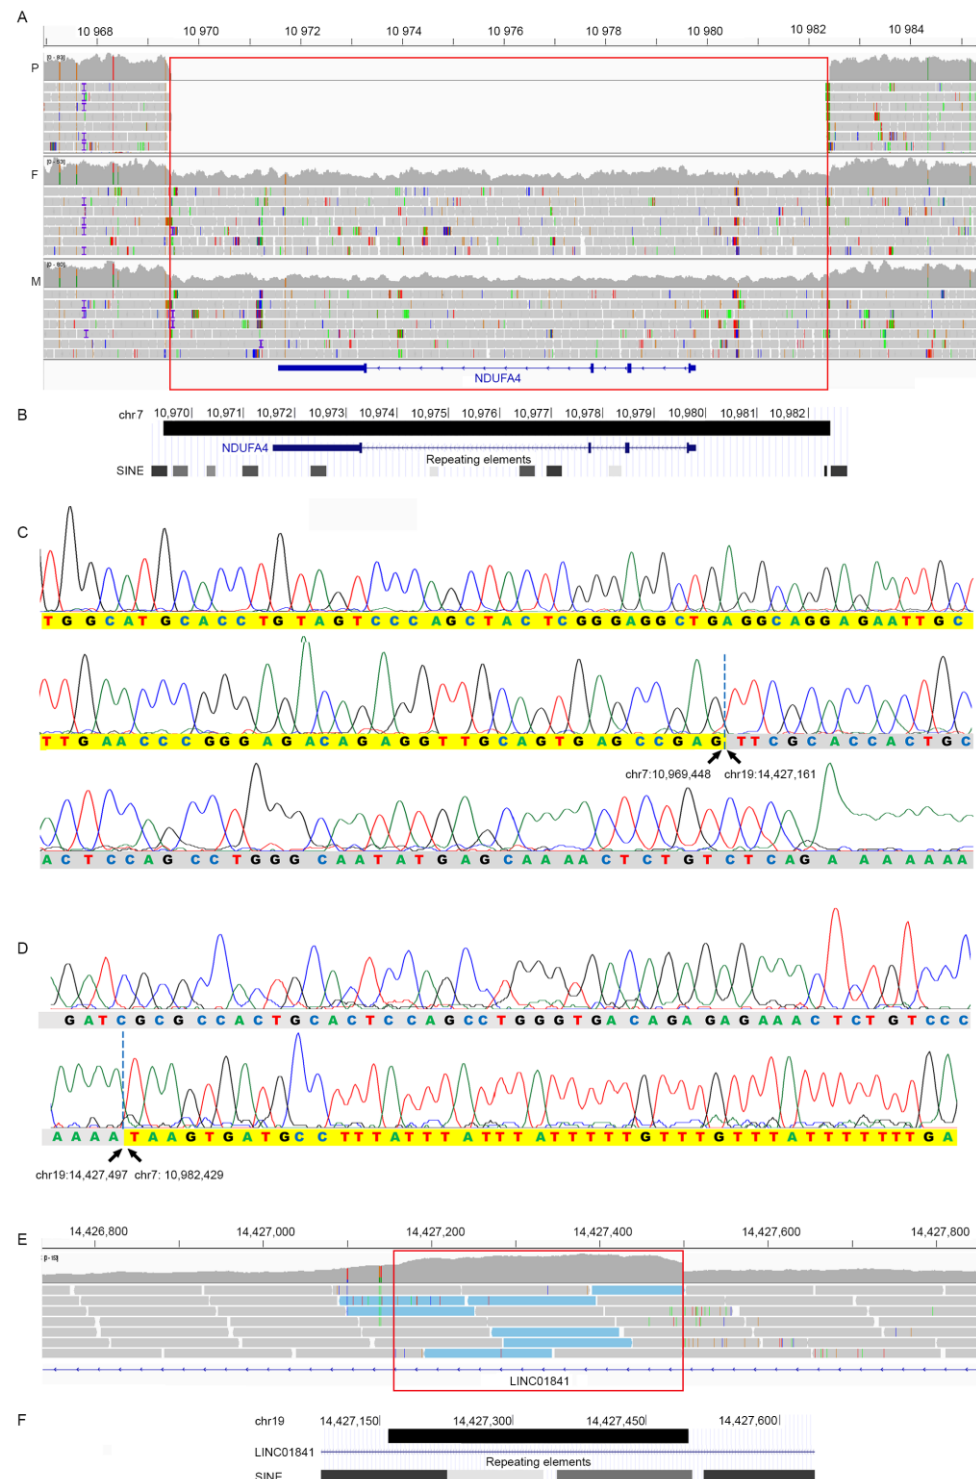 A
10 968 10 970 10 972 10 974 10 976 10 978 10 980 10 982 10 984
P
F
M
NDUFA4
B
chr7 10,970 10,971 10,972 10,973 10,974 10,975 10,976 10,977 10,978 10,979 10,980 10,981 10,982
NDUFA4
Repeating elements
SINE
C
TGGCATGCACCTGTAGTCCCAGCTACTCGGGAGGCTGAGGCAGGAGAATTGC
TTGAACCCGGGAGACAGAGGTTGCAGTGAGCCGAGTTCGCACCACTGC
chr7:10,969,448 chr19:14,427,161
ACTCCAGCCTGGGCAATATGAGCAAAACTCTGTCTCAGAAAAAAA
D
GATCGCGCCACTGCACTCCAGCCTGGGTGACAGAGAGAAACTCTGTCCC
AAAATAAGTGATGCCTTTATTTATTTATTTTTGTTTGTTTATTTTTTTGA
chr19:14,427,497 chr7: 10,982,429
E
14,426,800 14,427,000 14,427,200 14,427,400 14,427,600 14,427,800
LINC01841
F
chr19 14,427,150 14,427,300 14,427,450 14,427,600
LINC01841
Repeating elements
SINE